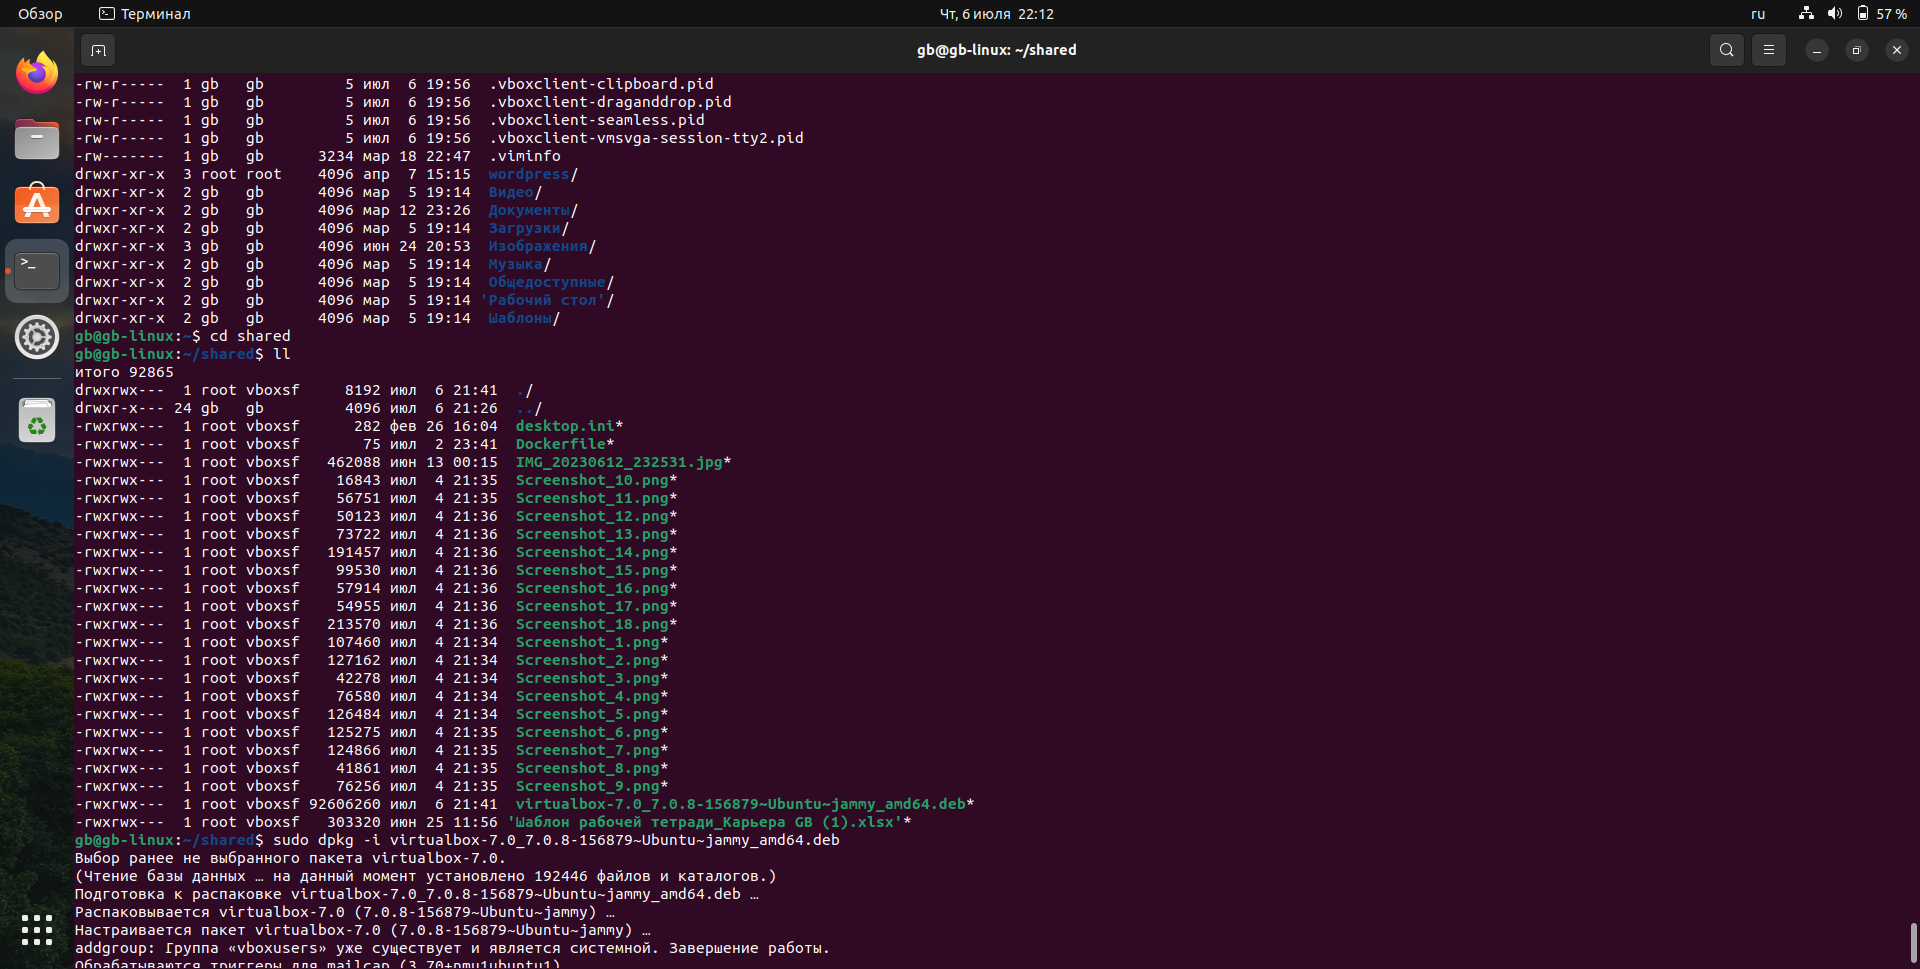 Обзор Терминал Чт, 6 июля 22:12 ru 57 %
gb@gb-linux: ~/shared
-rw-r----- 1 gb gb 5 июл 6 19:56 .vboxclient-clipboard.pid
-rw-r----- 1 gb gb 5 июл 6 19:56 .vboxclient-draganddrop.pid
-rw-r----- 1 gb gb 5 июл 6 19:56 .vboxclient-seamless.pid
-rw-r----- 1 gb gb 5 июл 6 19:56 .vboxclient-vmsvga-session-tty2.pid
-rw------- 1 gb gb 3234 мар 18 22:47 .viminfo
drwxr-xr-x 3 root root 4096 апр 7 15:15 wordpress/
drwxr-xr-x 2 gb gb 4096 мар 5 19:14 Видео/
drwxr-xr-x 2 gb gb 4096 мар 12 23:26 Документы/
drwxr-xr-x 2 gb gb 4096 мар 5 19:14 Загрузки/
drwxr-xr-x 3 gb gb 4096 июн 24 20:53 Изображения/
drwxr-xr-x 2 gb gb 4096 мар 5 19:14 Музыка/
drwxr-xr-x 2 gb gb 4096 мар 5 19:14 Общедоступные/
drwxr-xr-x 2 gb gb 4096 мар 5 19:14 'Рабочий стол'/
drwxr-xr-x 2 gb gb 4096 мар 5 19:14 Шаблоны/
gb@gb-linux:~$ cd shared
gb@gb-linux:~/shared$ ll
итого 92865
drwxrwx--- 1 root vboxsf 8192 июл 6 21:41 ./
drwxr-x--- 24 gb gb 4096 июл 6 21:26 ../
-rwxrwx--- 1 root vboxsf 282 фев 26 16:04 desktop.ini*
-rwxrwx--- 1 root vboxsf 75 июл 2 23:41 Dockerfile*
-rwxrwx--- 1 root vboxsf 462088 июн 13 00:15 IMG_20230612_232531.jpg*
-rwxrwx--- 1 root vboxsf 16843 июл 4 21:35 Screenshot_10.png*
-rwxrwx--- 1 root vboxsf 56751 июл 4 21:35 Screenshot_11.png*
-rwxrwx--- 1 root vboxsf 50123 июл 4 21:36 Screenshot_12.png*
-rwxrwx--- 1 root vboxsf 73722 июл 4 21:36 Screenshot_13.png*
-rwxrwx--- 1 root vboxsf 191457 июл 4 21:36 Screenshot_14.png*
-rwxrwx--- 1 root vboxsf 99530 июл 4 21:36 Screenshot_15.png*
-rwxrwx--- 1 root vboxsf 57914 июл 4 21:36 Screenshot_16.png*
-rwxrwx--- 1 root vboxsf 54955 июл 4 21:36 Screenshot_17.png*
-rwxrwx--- 1 root vboxsf 213570 июл 4 21:36 Screenshot_18.png*
-rwxrwx--- 1 root vboxsf 107460 июл 4 21:34 Screenshot_1.png*
-rwxrwx--- 1 root vboxsf 127162 июл 4 21:34 Screenshot_2.png*
-rwxrwx--- 1 root vboxsf 42278 июл 4 21:34 Screenshot_3.png*
-rwxrwx--- 1 root vboxsf 76580 июл 4 21:34 Screenshot_4.png*
-rwxrwx--- 1 root vboxsf 126484 июл 4 21:34 Screenshot_5.png*
-rwxrwx--- 1 root vboxsf 125275 июл 4 21:35 Screenshot_6.png*
-rwxrwx--- 1 root vboxsf 124866 июл 4 21:35 Screenshot_7.png*
-rwxrwx--- 1 root vboxsf 41861 июл 4 21:35 Screenshot_8.png*
-rwxrwx--- 1 root vboxsf 76256 июл 4 21:35 Screenshot_9.png*
-rwxrwx--- 1 root vboxsf 92606260 июл 6 21:41 virtualbox-7.0_7.0.8-156879~Ubuntu~jammy_amd64.deb*
-rwxrwx--- 1 root vboxsf 303320 июн 25 11:56 'Шаблон рабочей тетради_Карьера GB (1).xlsx'*
gb@gb-linux:~/shared$ sudo dpkg -i virtualbox-7.0_7.0.8-156879~Ubuntu~jammy_amd64.deb
Выбор ранее не выбранного пакета virtualbox-7.0.
(Чтение базы данных … на данный момент установлено 192446 файлов и каталогов.)
Подготовка к распаковке virtualbox-7.0_7.0.8-156879~Ubuntu~jammy_amd64.deb …
Распаковывается virtualbox-7.0 (7.0.8-156879~Ubuntu~jammy) …
Настраивается пакет virtualbox-7.0 (7.0.8-156879~Ubuntu~jammy) …
addgroup: Группа «vboxusers» уже существует и является системной. Завершение работы.
Обрабатываются триггеры для mailcap (3.70+nmu1ubuntu1)